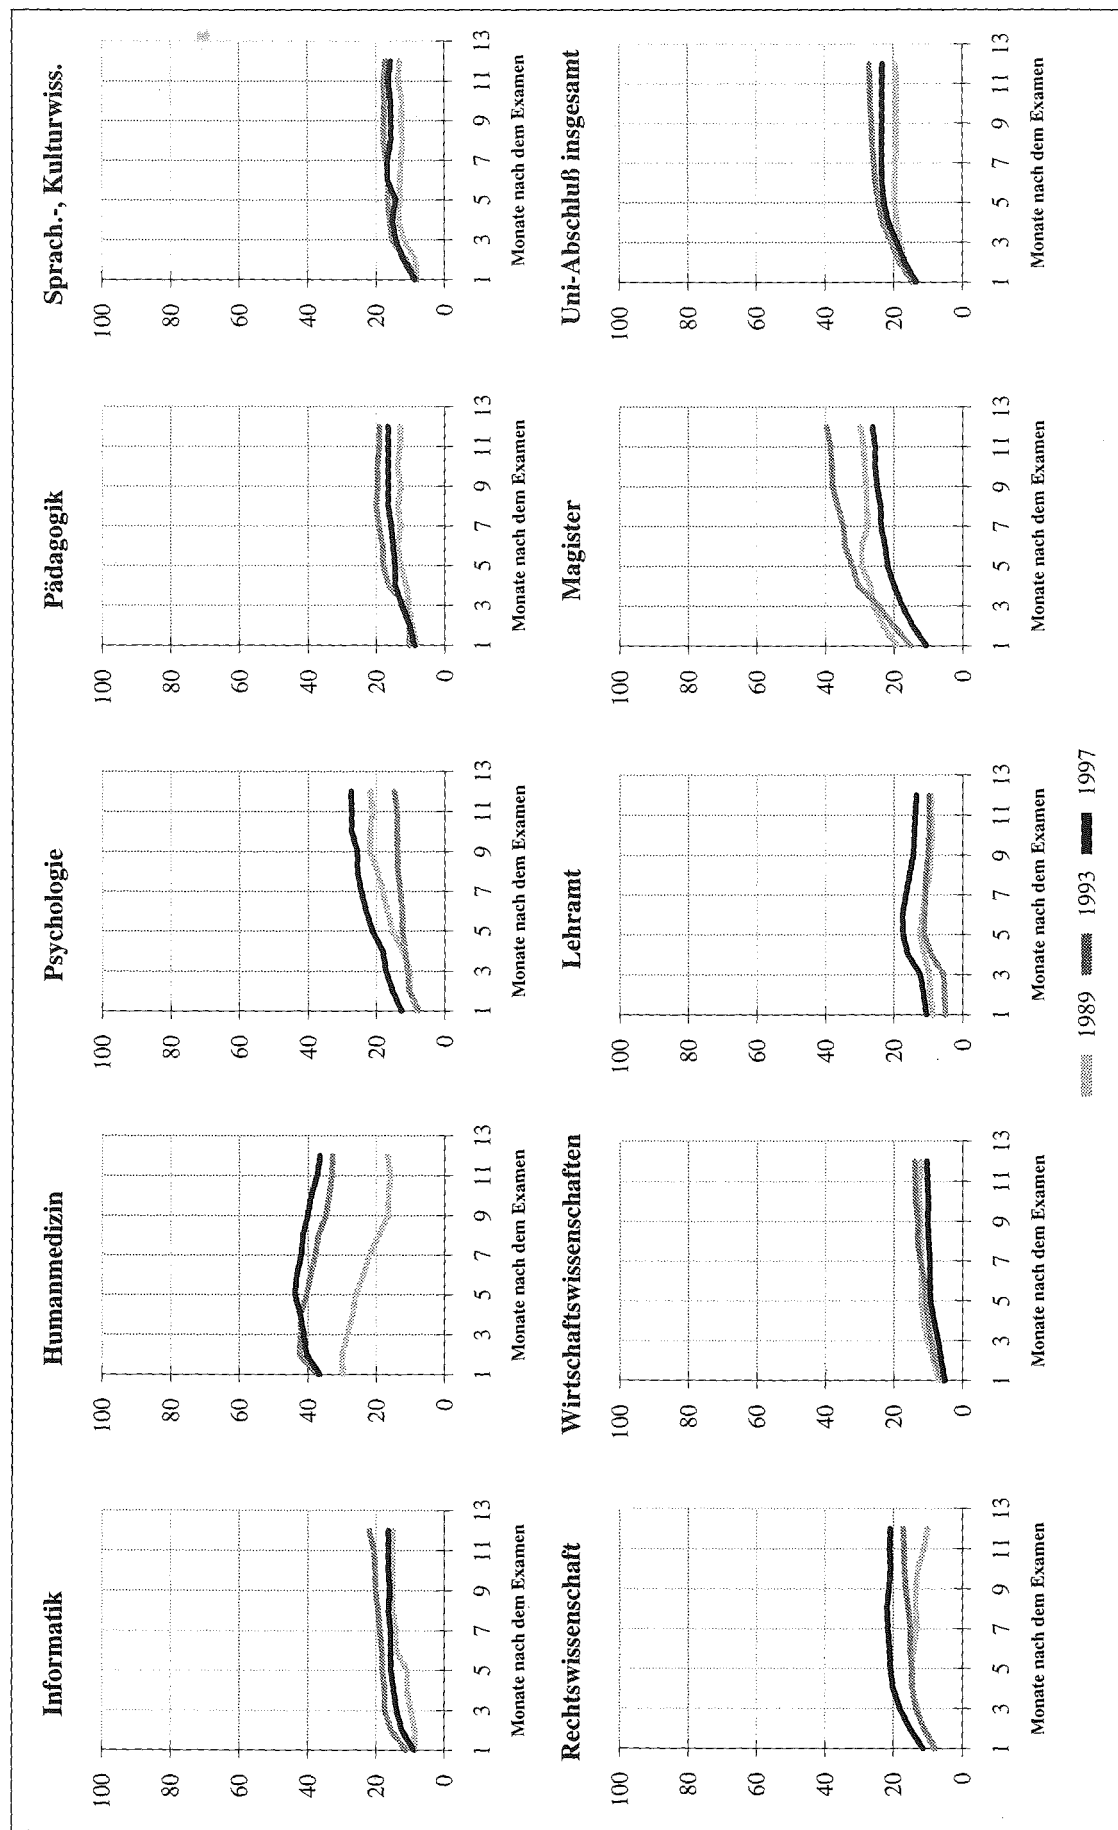 Informatik
100
80
60
40
20
0
1 3 5 7 9 11 13
Monate nach dem Examen
Humanmedizin
100
80
60
40
20
0
1 3 5 7 9 11 13
Monate nach dem Examen
Psychologie
100
80
60
40
20
0
1 3 5 7 9 11 13
Monate nach dem Examen
Pädagogik
100
80
60
40
20
0
1 3 5 7 9 11 13
Monate nach dem Examen
Sprach.-, Kulturwiss.
100
80
60
40
20
0
1 3 5 7 9 11 13
Monate nach dem Examen
Rechtswissenschaft
100
80
60
40
20
0
1 3 5 7 9 11 13
Monate nach dem Examen
Wirtschaftswissenschaften
100
80
60
40
20
0
1 3 5 7 9 11 13
Monate nach dem Examen
Lehramt
100
80
60
40
20
0
1 3 5 7 9 11 13
Monate nach dem Examen
Magister
100
80
60
40
20
0
1 3 5 7 9 11 13
Monate nach dem Examen
Uni-Abschluß insgesamt
100
80
60
40
20
0
1 3 5 7 9 11 13
Monate nach dem Examen
1989 1993 1997